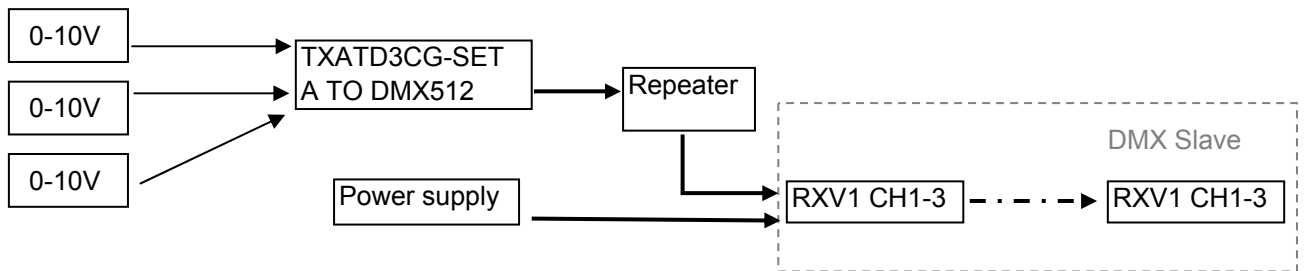 0-10V
0-10V
0-10V
TXATD3CG-SET
A TO DMX512
Repeater
Power supply
DMX Slave
RXV1 CH1-3
RXV1 CH1-3